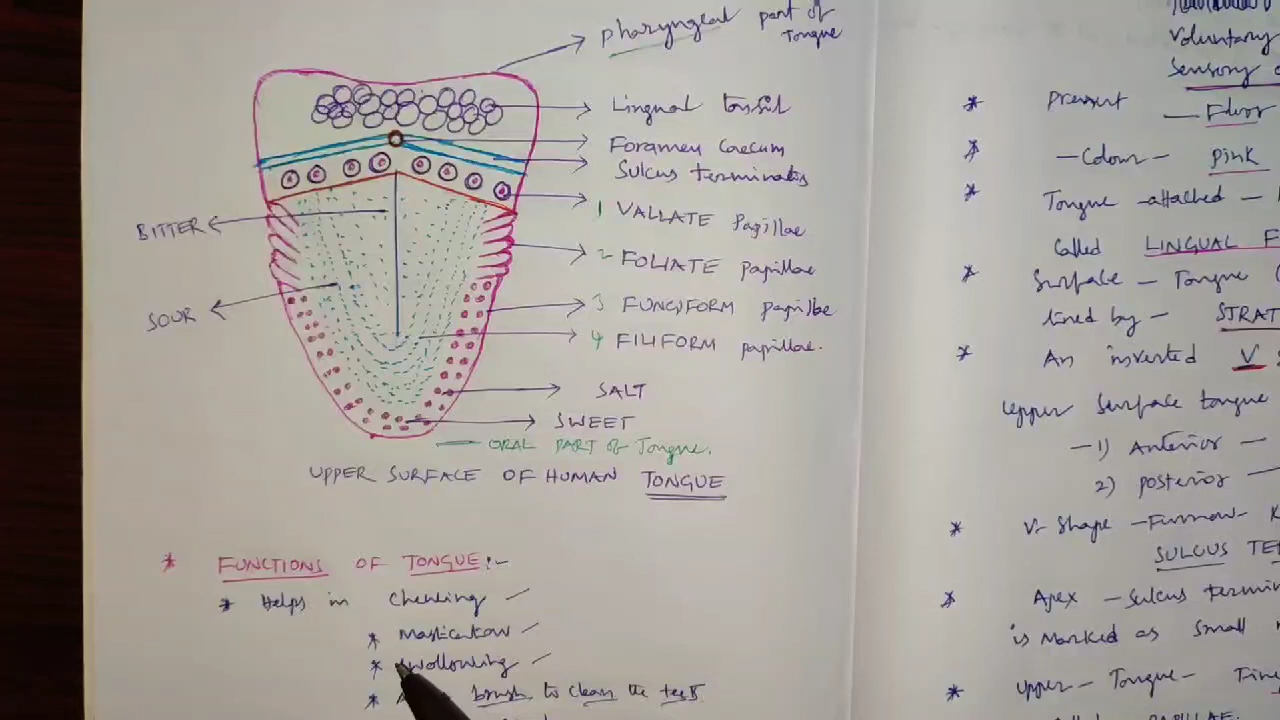 pharyngeal part of
Tongue
Lingual tonsil
Foramen Caecum
Sulcus terminatis
1 VALLATE Papillae
2 FOLIATE papillae
3 FUNGIFORM papillae
4 FILIFORM papillae.
BITTER
SOUR
SALT
SWEET
ORAL PART OF Tongue.
UPPER SURFACE OF HUMAN TONGUE
* FUNCTIONS OF TONGUE:-
* Helps in Chewing
* Mastication
* Swollowing
* brush to clean the teeth
Voluntary
Sensory
* Present
— Floor
* — Colour — pink
* Tongue attached —
Called LINGUAL F
* Surface — Tongue
lined by — STRAT
* An inverted V S
Upper Surface tongue
— 1) Anterior —
2) posterior —
* V- Shape — Furrow — K
SULCUS TE
* Apex — Sulcus termin
is Marked as Small
* Upper — Tongue — Fin